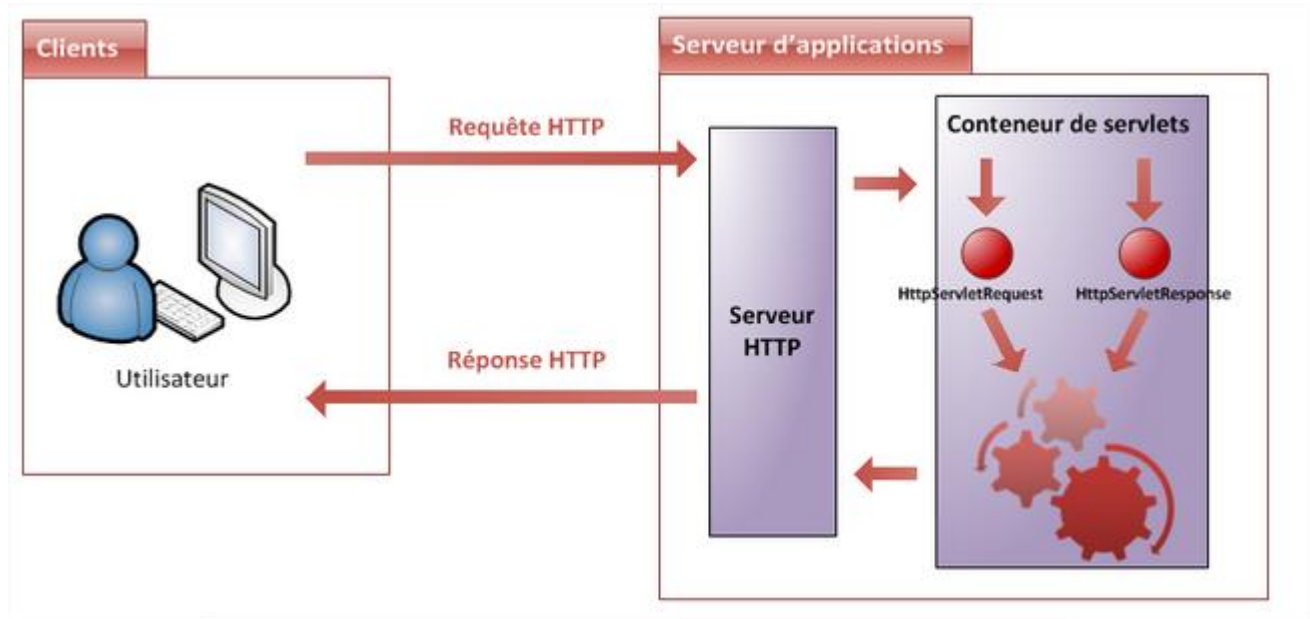 Clients
Serveur d'applications
Requête HTTP
Conteneur de servlets
HttpServletRequest
HttpServletResponse
Serveur
HTTP
Réponse HTTP
Utilisateur